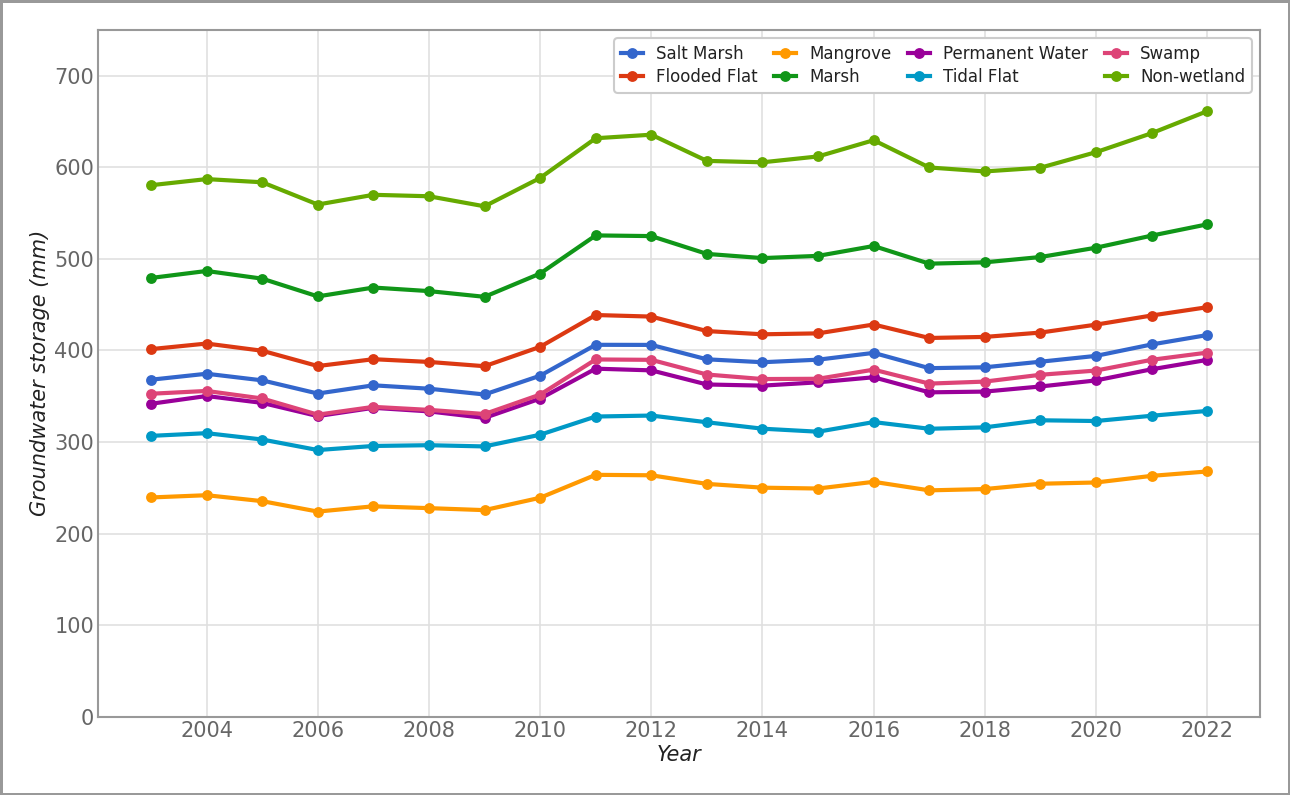 Salt Marsh Mangrove Permanent Water Swamp
Flooded Flat Marsh Tidal Flat Non-wetland
700
600
500
400
300
200
100
0
Groundwater storage (mm)
2004 2006 2008 2010 2012 2014 2016 2018 2020 2022
Year